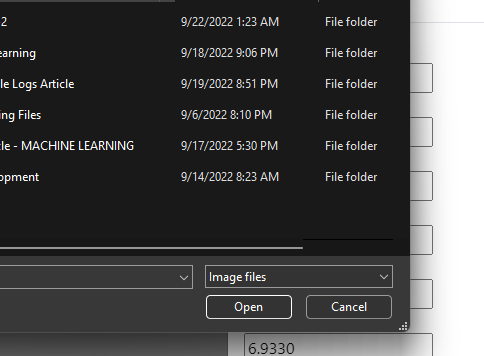 2 9/22/2022 1:23 AM File folder
earning 9/18/2022 9:06 PM File folder
le Logs Article 9/19/2022 8:51 PM File folder
ing Files 9/6/2022 8:10 PM File folder
cle - MACHINE LEARNING 9/17/2022 5:30 PM File folder
opment 9/14/2022 8:23 AM File folder
Image files
Open Cancel
6.9330